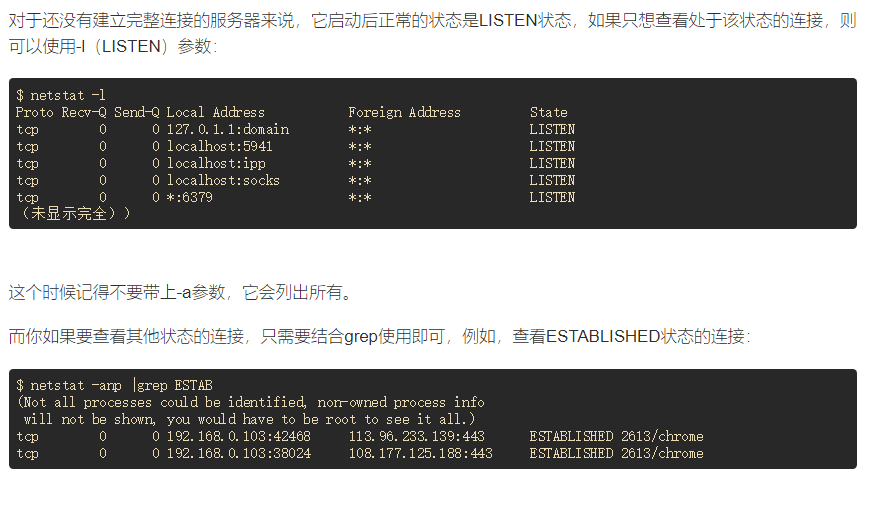 对于还没有建立完整连接的服务器来说，它启动后正常的状态是LISTEN状态，如果只想查看处于该状态的连接，则
可以使用-l（LISTEN）参数：
$ netstat -l
Proto Recv-Q Send-Q Local Address           Foreign Address         State
tcp        0      0 127.0.1.1:domain        *:*                     LISTEN
tcp        0      0 localhost:5941          *:*                     LISTEN
tcp        0      0 localhost:ipp           *:*                     LISTEN
tcp        0      0 localhost:socks         *:*                     LISTEN
tcp        0      0 *:6379                  *:*                     LISTEN
（未显示完全））
这个时候记得不要带上-a参数，它会列出所有。
而你如果要查看其他状态的连接，只需要结合grep使用即可，例如，查看ESTABLISHED状态的连接：
$ netstat -anp |grep ESTAB
(Not all processes could be identified, non-owned process info
 will not be shown, you would have to be root to see it all.)
tcp        0      0 192.168.0.103:42468     113.96.233.139:443      ESTABLISHED 2613/chrome
tcp        0      0 192.168.0.103:38024     108.177.125.188:443     ESTABLISHED 2613/chrome